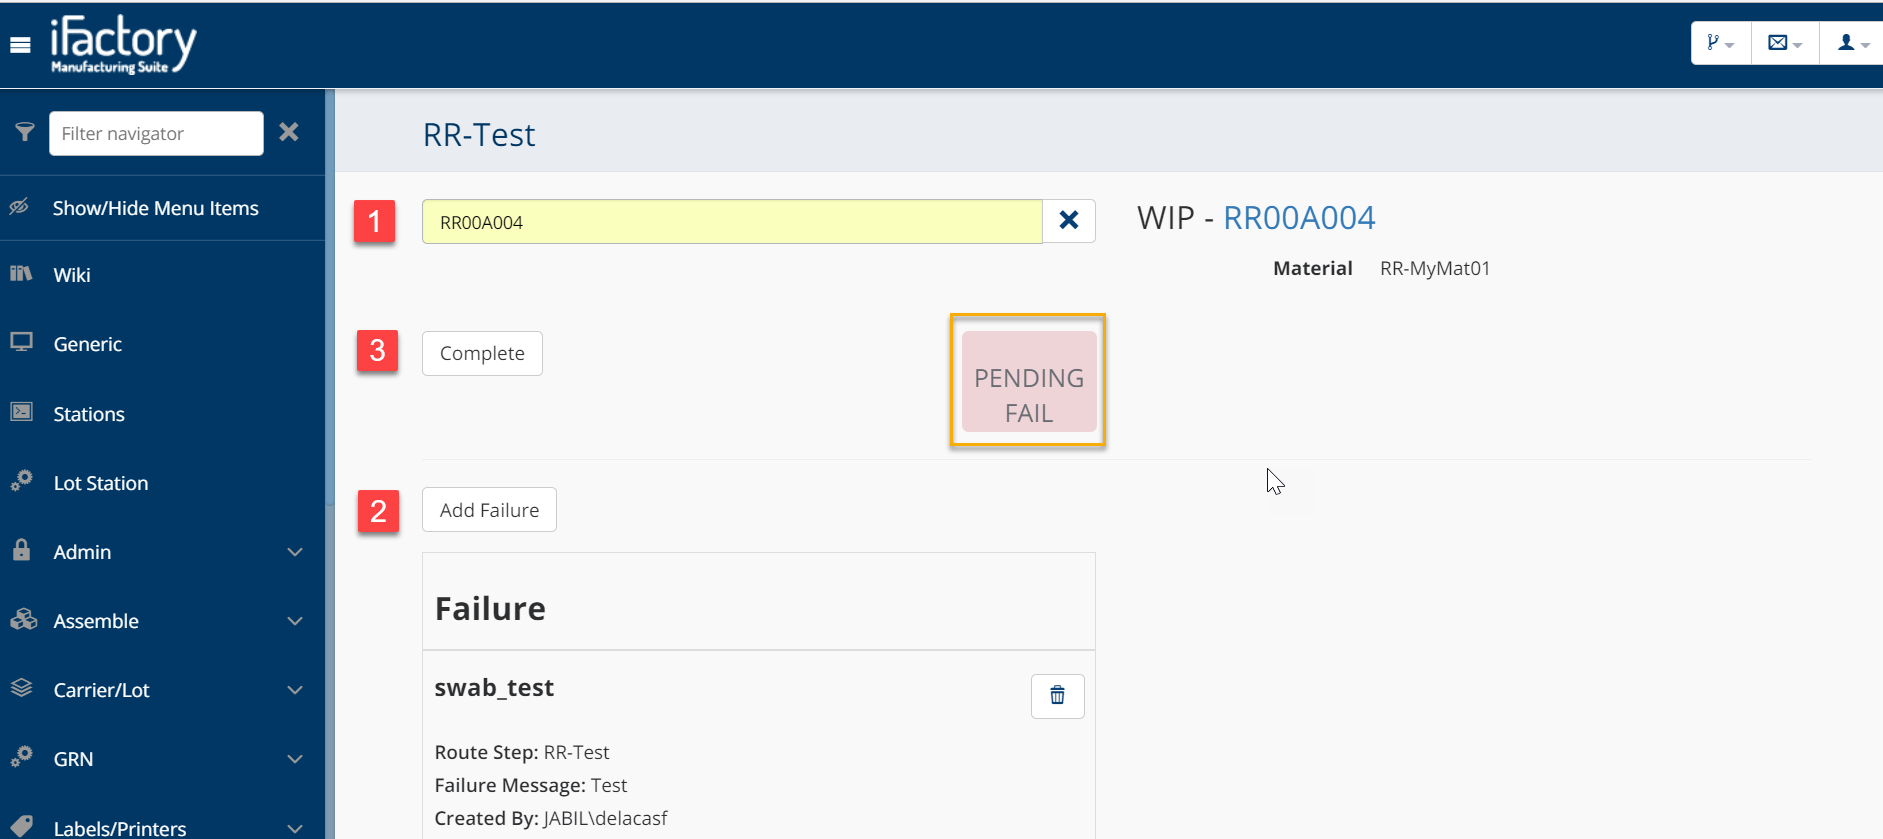 iFactory
Manufacturing Suite
Filter navigator
Show/Hide Menu Items
Wiki
Generic
Stations
Lot Station
Admin
Assemble
Carrier/Lot
GRN
Labels/Printers
RR-Test
1
RR00A004
WIP - RR00A004
Material RR-MyMat01
3
Complete
PENDING
FAIL
2
Add Failure
Failure
swab_test
Route Step: RR-Test
Failure Message: Test
Created By: JABIL\delacasf